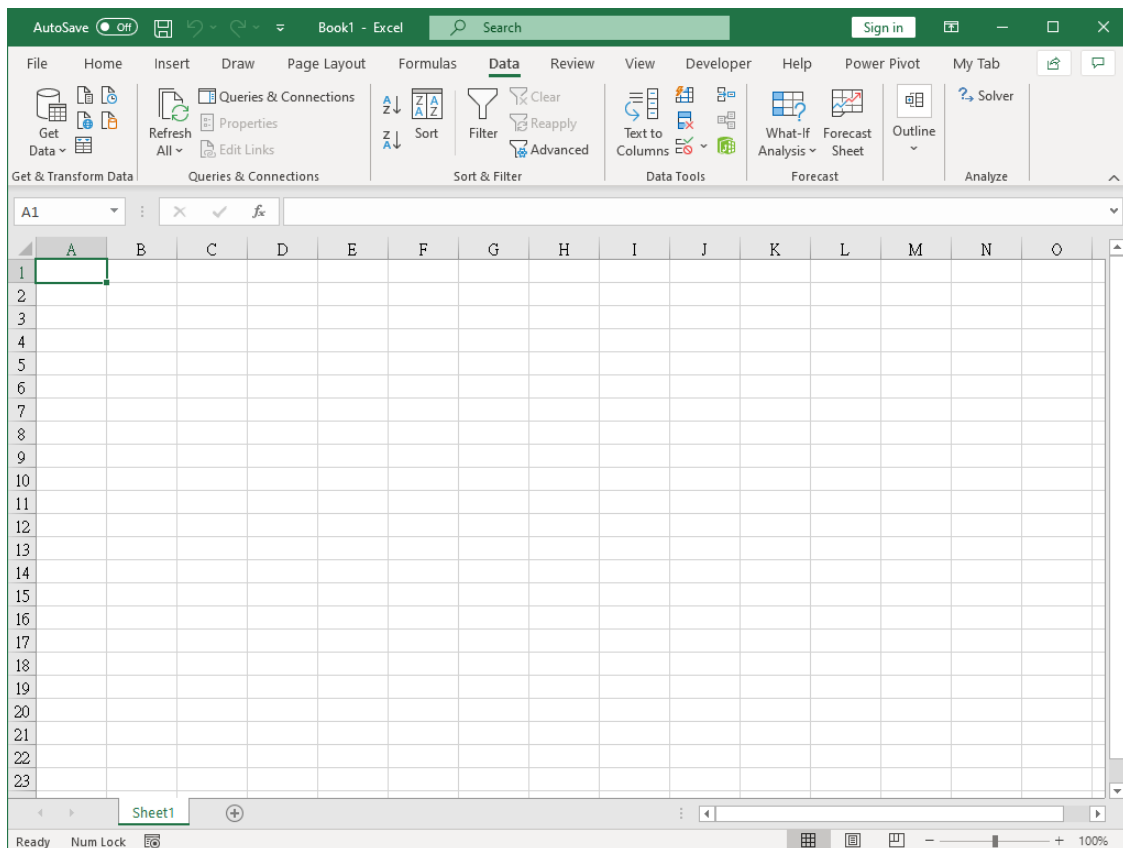 AutoSave Off Book1 - Excel Search Sign in
File Home Insert Draw Page Layout Formulas Data Review View Developer Help Power Pivot My Tab
Get Data
Refresh All
Queries & Connections
Properties
Edit Links
Sort
Filter
Clear
Reapply
Advanced
Text to Columns
What-If Analysis
Forecast Sheet
Outline
Solver
Get & Transform Data Queries & Connections Sort & Filter Data Tools Forecast Analyze
A1 fx
A B C D E F G H I J K L M N O
1
2
3
4
5
6
7
8
9
10
11
12
13
14
15
16
17
18
19
20
21
22
23
Sheet1
Ready Num Lock 100%